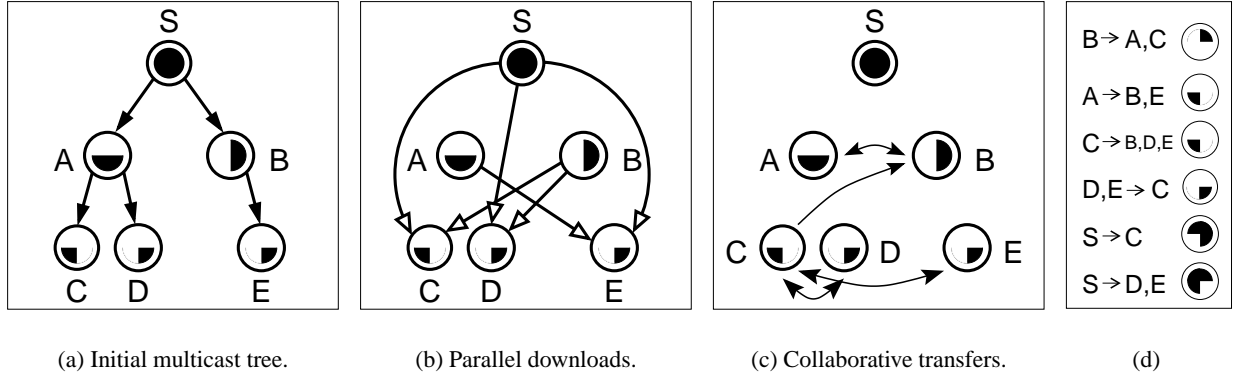 S
A
B
C
D
E
(a) Initial multicast tree.
S
A
B
C
D
E
(b) Parallel downloads.
S
A
B
C
D
E
(c) Collaborative transfers.
B→A,C
A→B,E
C→B,D,E
D,E→C
S→C
S→D,E
(d)